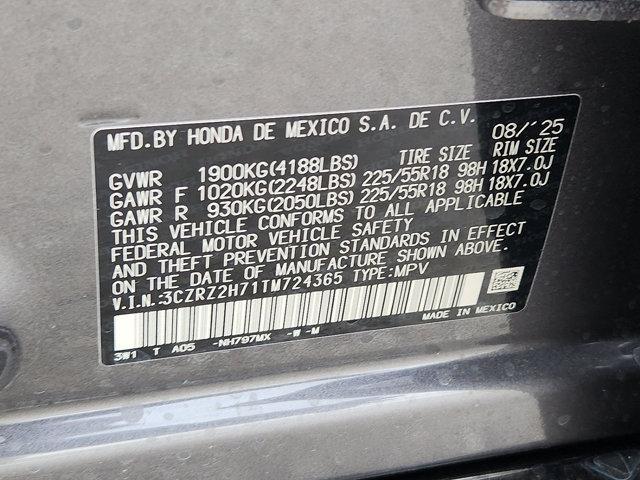 MFD.BY HONDA DE MEXICO S.A. DE C.V. 08/'25
TIRE SIZE RIM SIZE
GVWR 1900KG(4188LBS)
GAWR F 1020KG(2248LBS) 225/55R18 98H 18X7.0J
GAWR R 930KG(2050LBS) 225/55R18 98H 18X7.0J
THIS VEHICLE CONFORMS TO ALL APPLICABLE
FEDERAL MOTOR VEHICLE SAFETY
AND THEFT PREVENTION STANDARDS IN EFFECT
ON THE DATE OF MANUFACTURE SHOWN ABOVE.
V.I.N.:3CZRZ2H71TM724365 TYPE:MPV
MADE IN MEXICO
3W1 T A05 -NH797MX -W -M